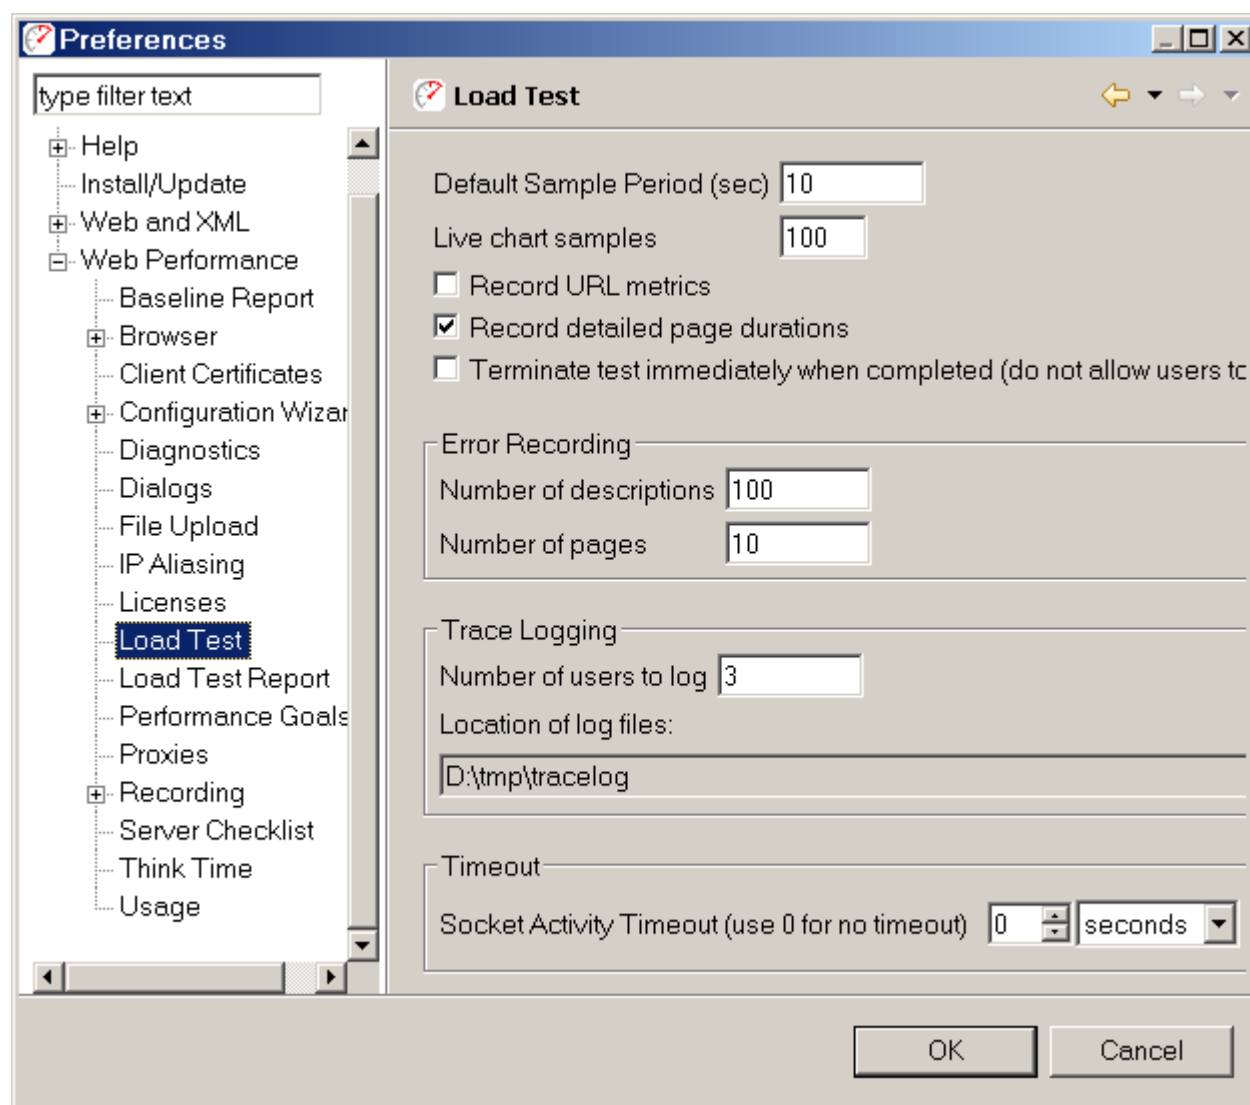 Preferences
type filter text
Help
Install/Update
Web and XML
Web Performance
Baseline Report
Browser
Client Certificates
Configuration Wizar
Diagnostics
Dialogs
File Upload
IP Aliasing
Licenses
Load Test
Load Test Report
Performance Goals
Proxies
Recording
Server Checklist
Think Time
Usage
Load Test
Default Sample Period (sec) 10
Live chart samples 100
Record URL metrics
Record detailed page durations
Terminate test immediately when completed (do not allow users to
Error Recording
Number of descriptions 100
Number of pages 10
Trace Logging
Number of users to log 3
Location of log files:
D:\tmp\tracelog
Timeout
Socket Activity Timeout (use 0 for no timeout) 0 seconds
OK Cancel